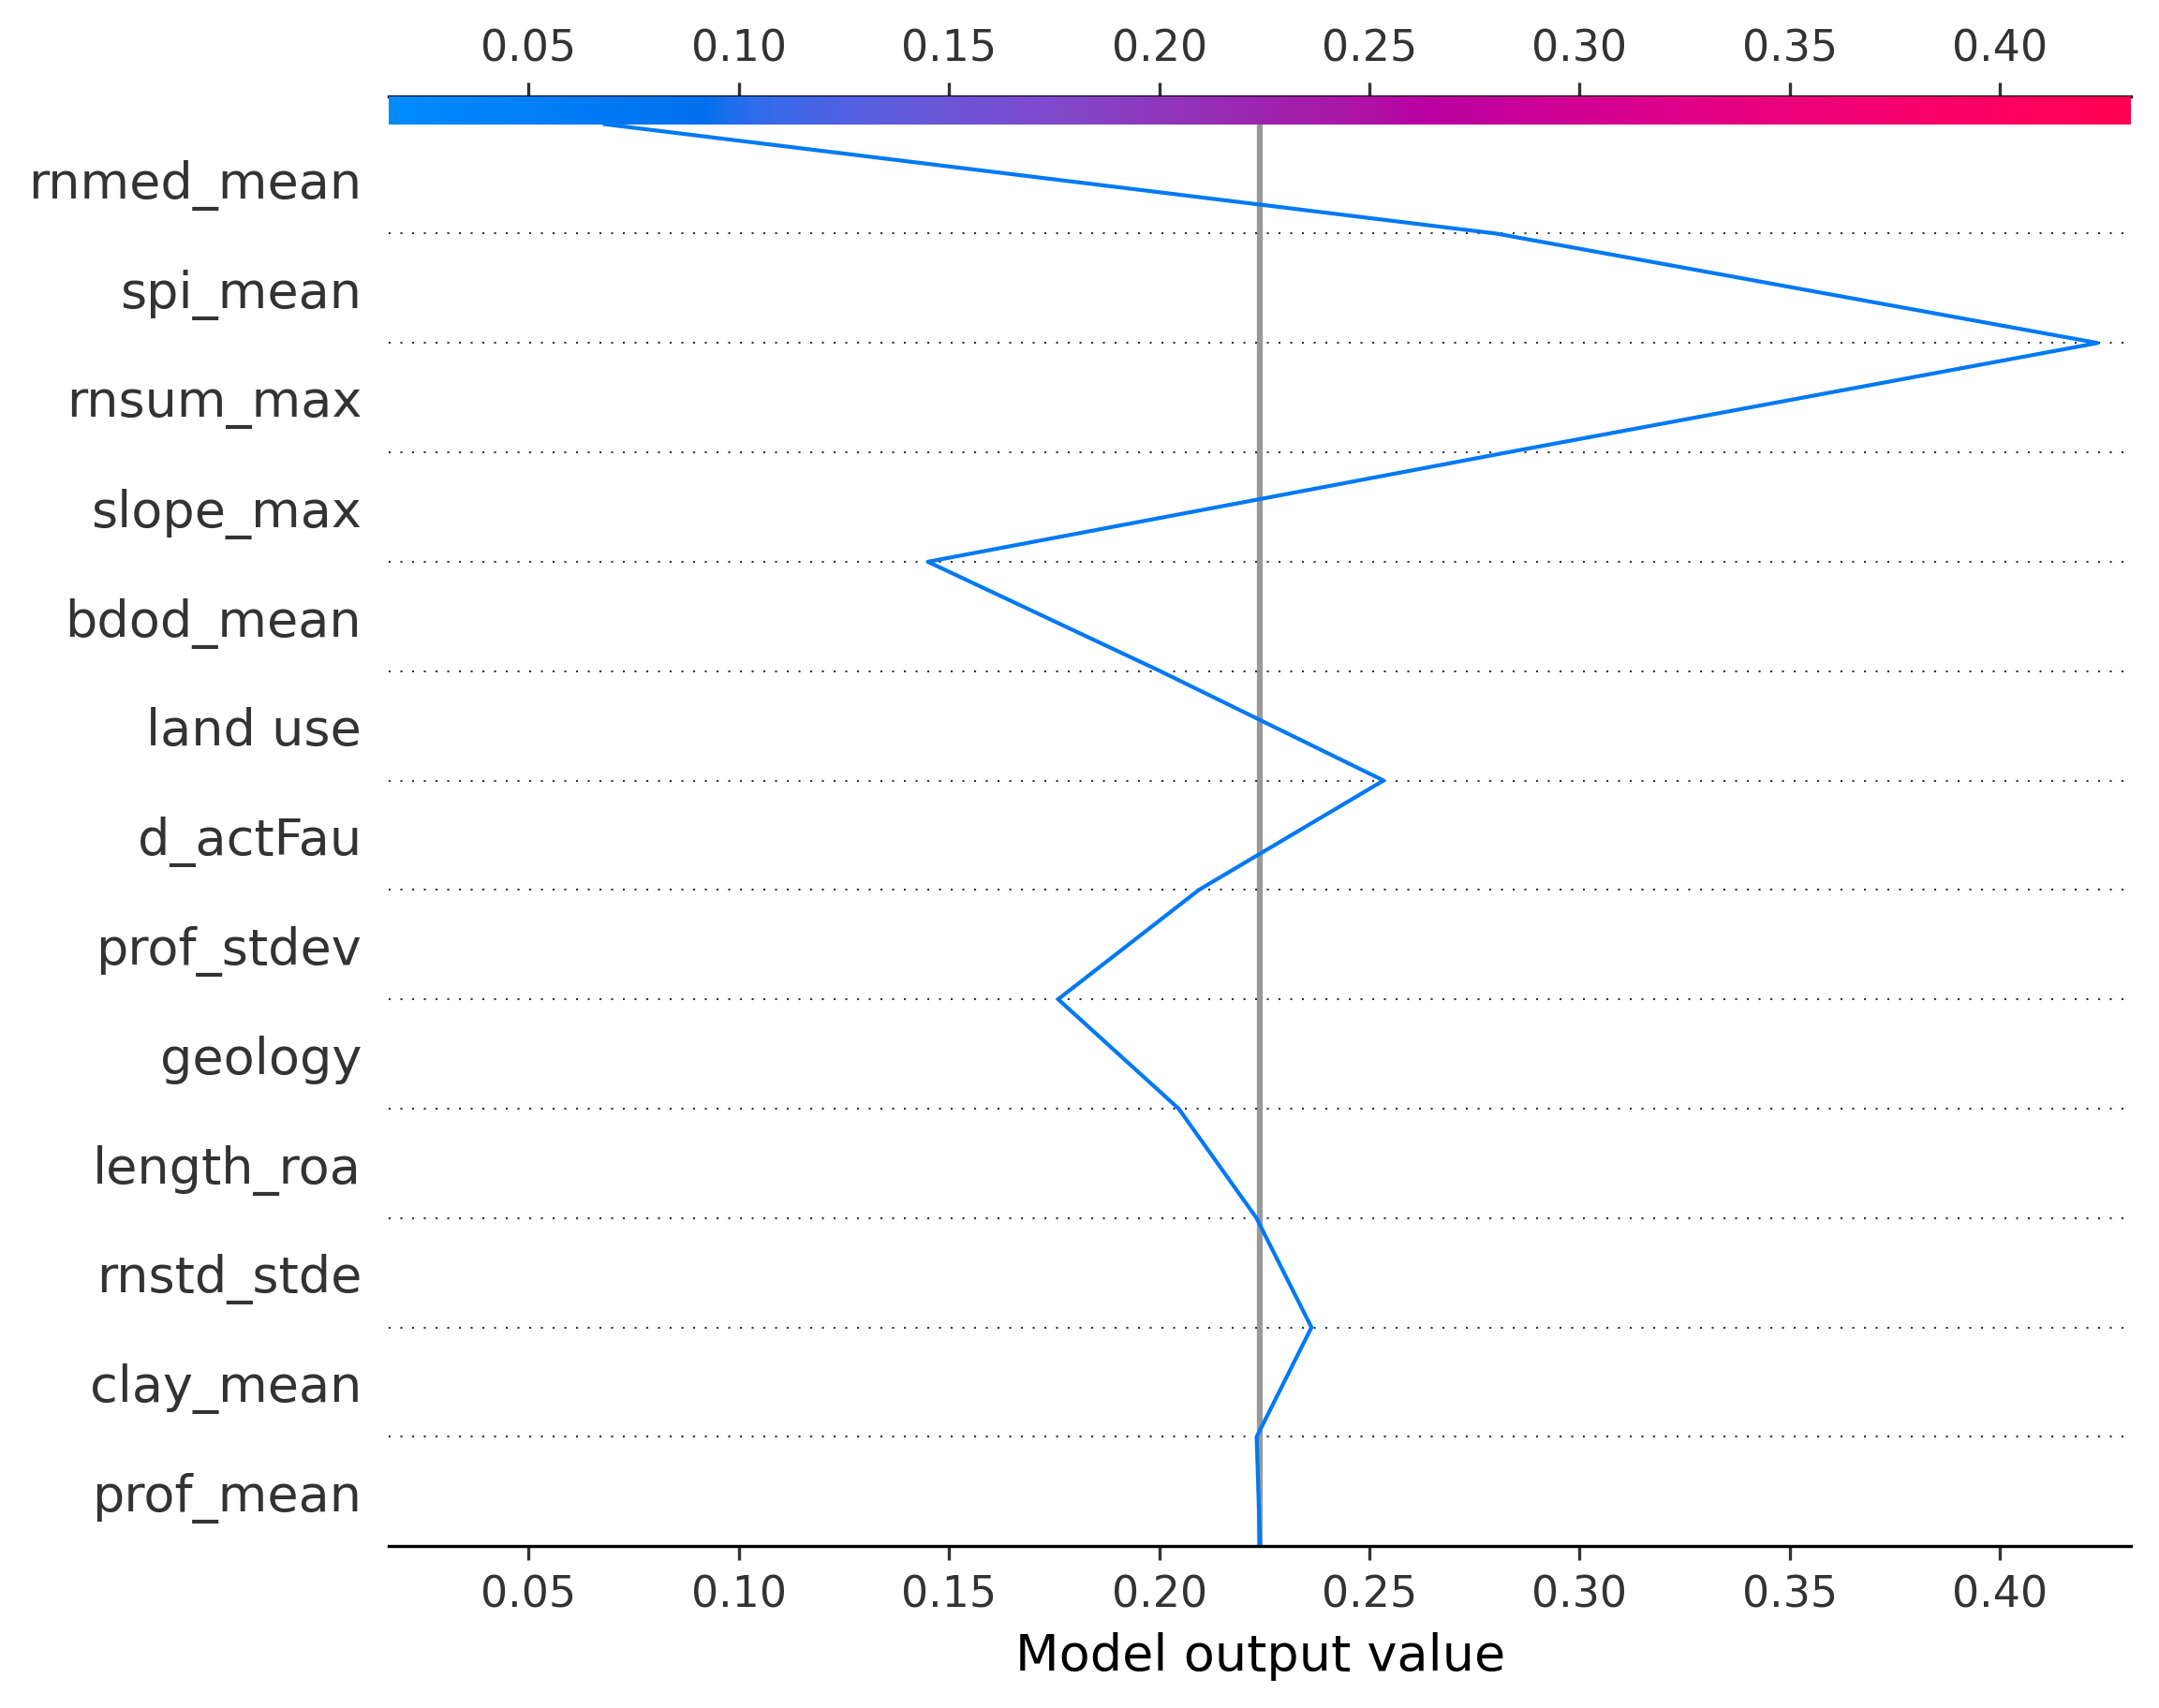 0.05 0.10 0.15 0.20 0.25 0.30 0.35 0.40
rnmed_mean
spi_mean
rnsum_max
slope_max
bdod_mean
land use
d_actFau
prof_stdev
geology
length_roa
rnstd_stde
clay_mean
prof_mean
0.05 0.10 0.15 0.20 0.25 0.30 0.35 0.40
Model output value